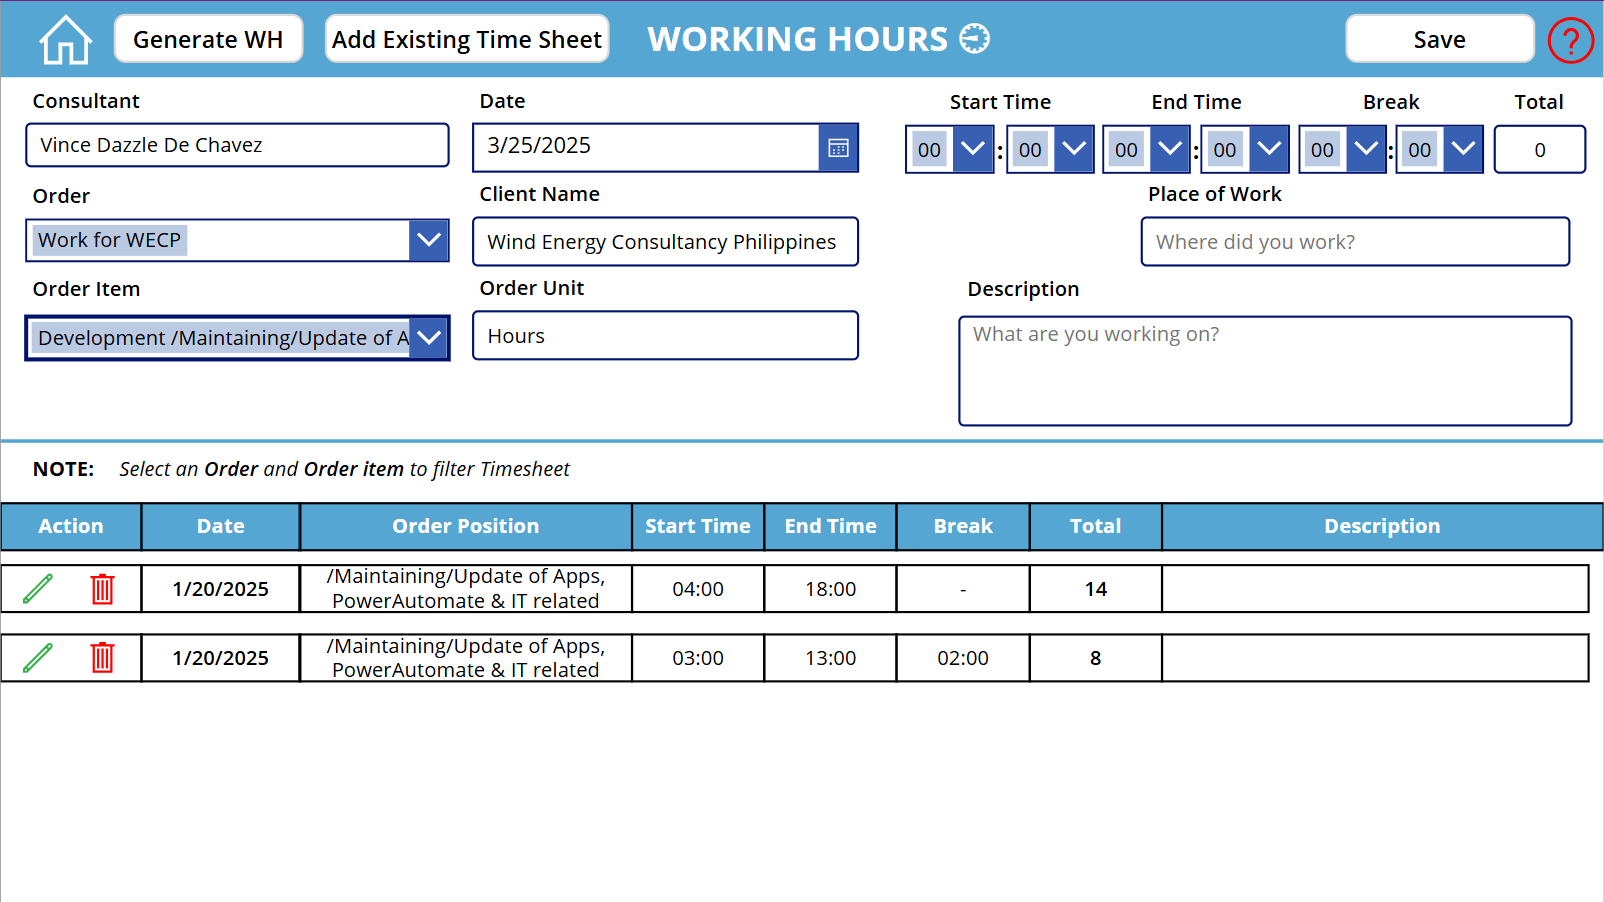 Generate WH
Add Existing Time Sheet
WORKING HOURS
Save
?
Consultant
Date
Start Time
End Time
Break
Total
Vince Dazzle De Chavez
3/25/2025
00 : 00
00 : 00
00 : 00
0
Order
Client Name
Place of Work
Work for WECP
Wind Energy Consultancy Philippines
Where did you work?
Order Item
Order Unit
Description
Development /Maintaining/Update of A
Hours
What are you working on?
NOTE: Select an Order and Order item to filter Timesheet
Action Date Order Position Start Time End Time Break Total Description
1/20/2025
/Maintaining/Update of Apps,
PowerAutomate & IT related
04:00
18:00
-
14
1/20/2025
/Maintaining/Update of Apps,
PowerAutomate & IT related
03:00
13:00
02:00
8